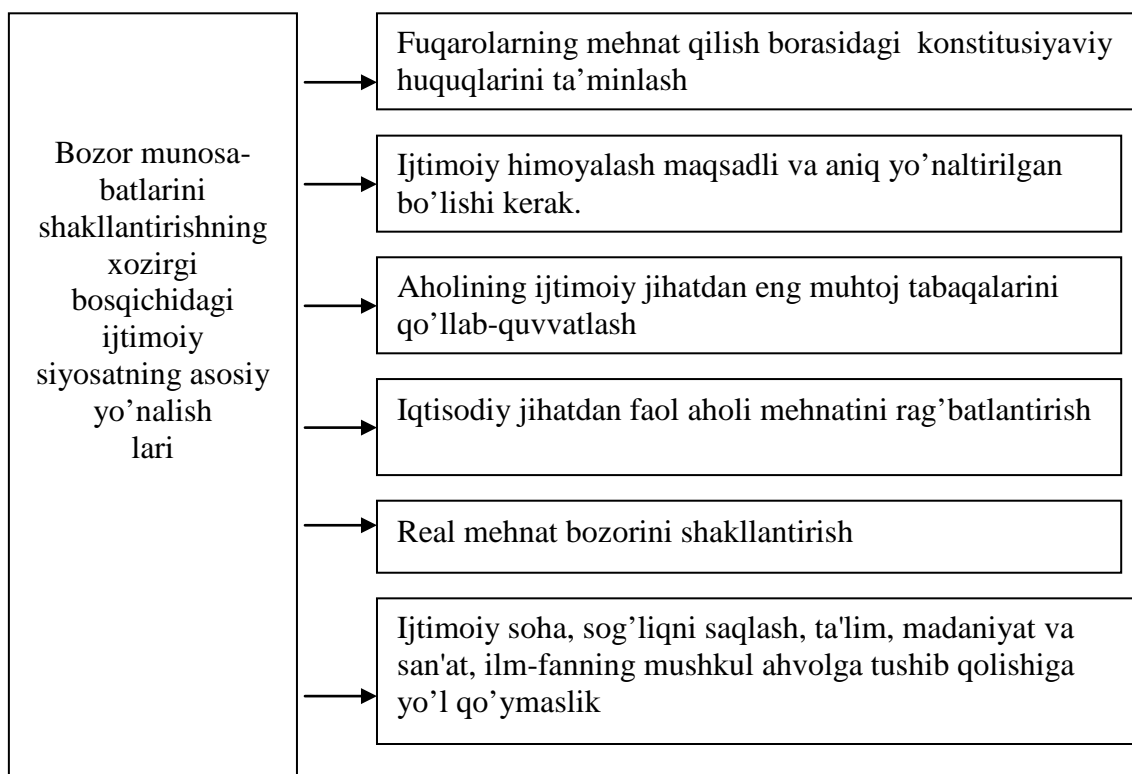 Bozor munosa-
batlarini
shakllantirishning
xozirgi
bosqichidagi
ijtimoiy
siyosatning asosiy
yo’nalish
lari
Fuqarolarning mehnat qilish borasidagi konstitusiyaviy
huquqlarini ta’minlash
Ijtimoiy himoyalash maqsadli va aniq yo’naltirilgan
bo’lishi kerak.
Aholining ijtimoiy jihatdan eng muhtoj tabaqalarini
qo’llab-quvvatlash
Iqtisodiy jihatdan faol aholi mehnatini rag’batlantirish
Real mehnat bozorini shakllantirish
Ijtimoiy soha, sog’liqni saqlash, ta'lim, madaniyat va
san'at, ilm-fanning mushkul ahvolga tushib qolishiga
yo’l qo’ymaslik